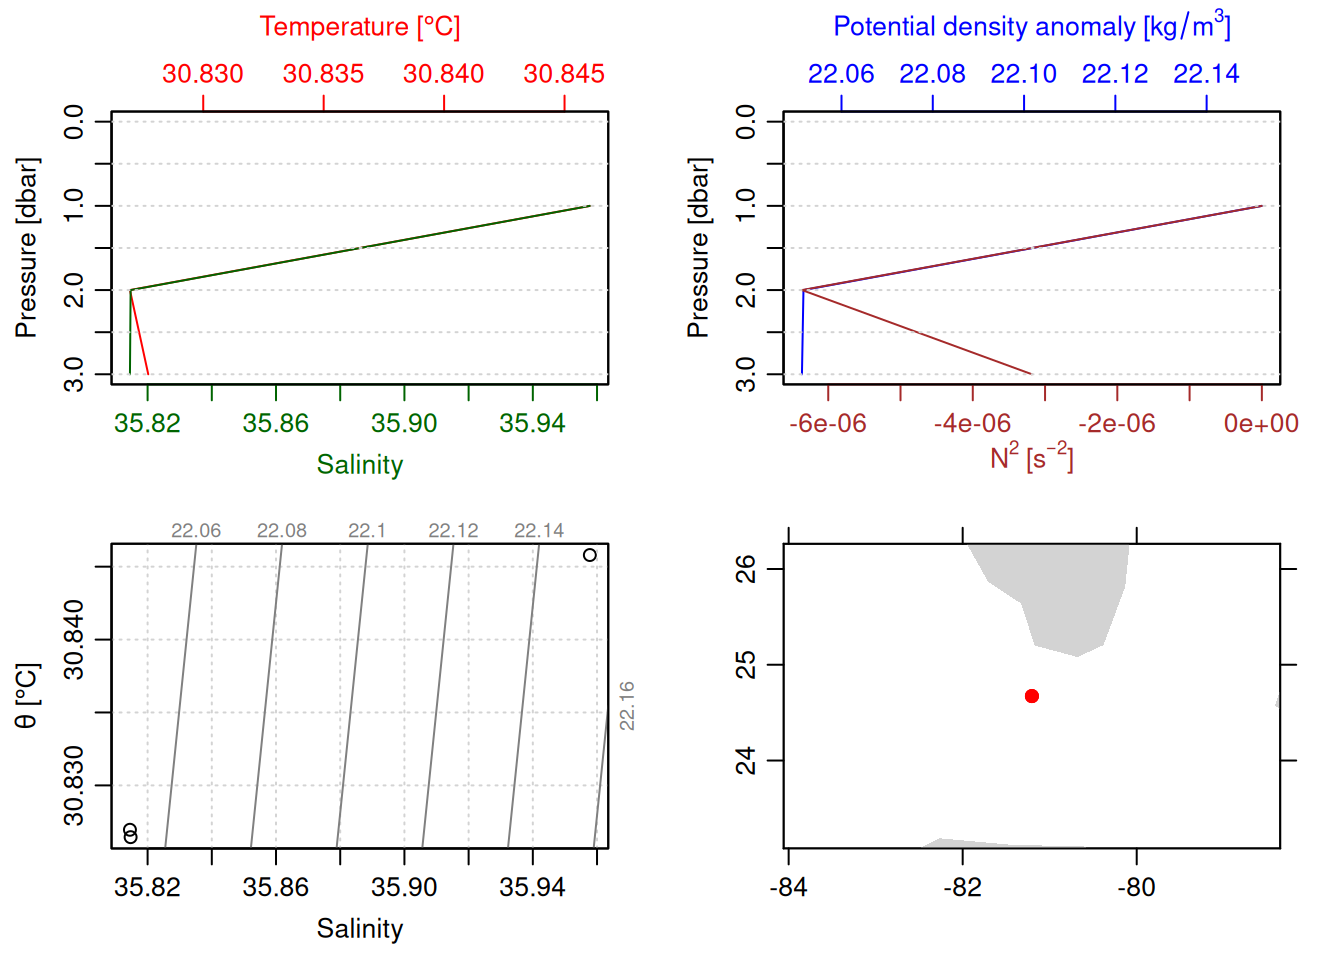 Temperature [°C]
30.830 30.835 30.840 30.845
Pressure [dbar]
0.0 1.0 2.0 3.0
35.82 35.86 35.90 35.94
Salinity
Potential density anomaly [kg/m³]
22.06 22.08 22.10 22.12 22.14
Pressure [dbar]
0.0 1.0 2.0 3.0
-6e-06 -4e-06 -2e-06 0e+00
N² [s⁻²]
22.06 22.08 22.1 22.12 22.14
22.16
θ [°C]
30.840
30.830
35.82 35.86 35.90 35.94
Salinity
26
25
24
-84 -82 -80